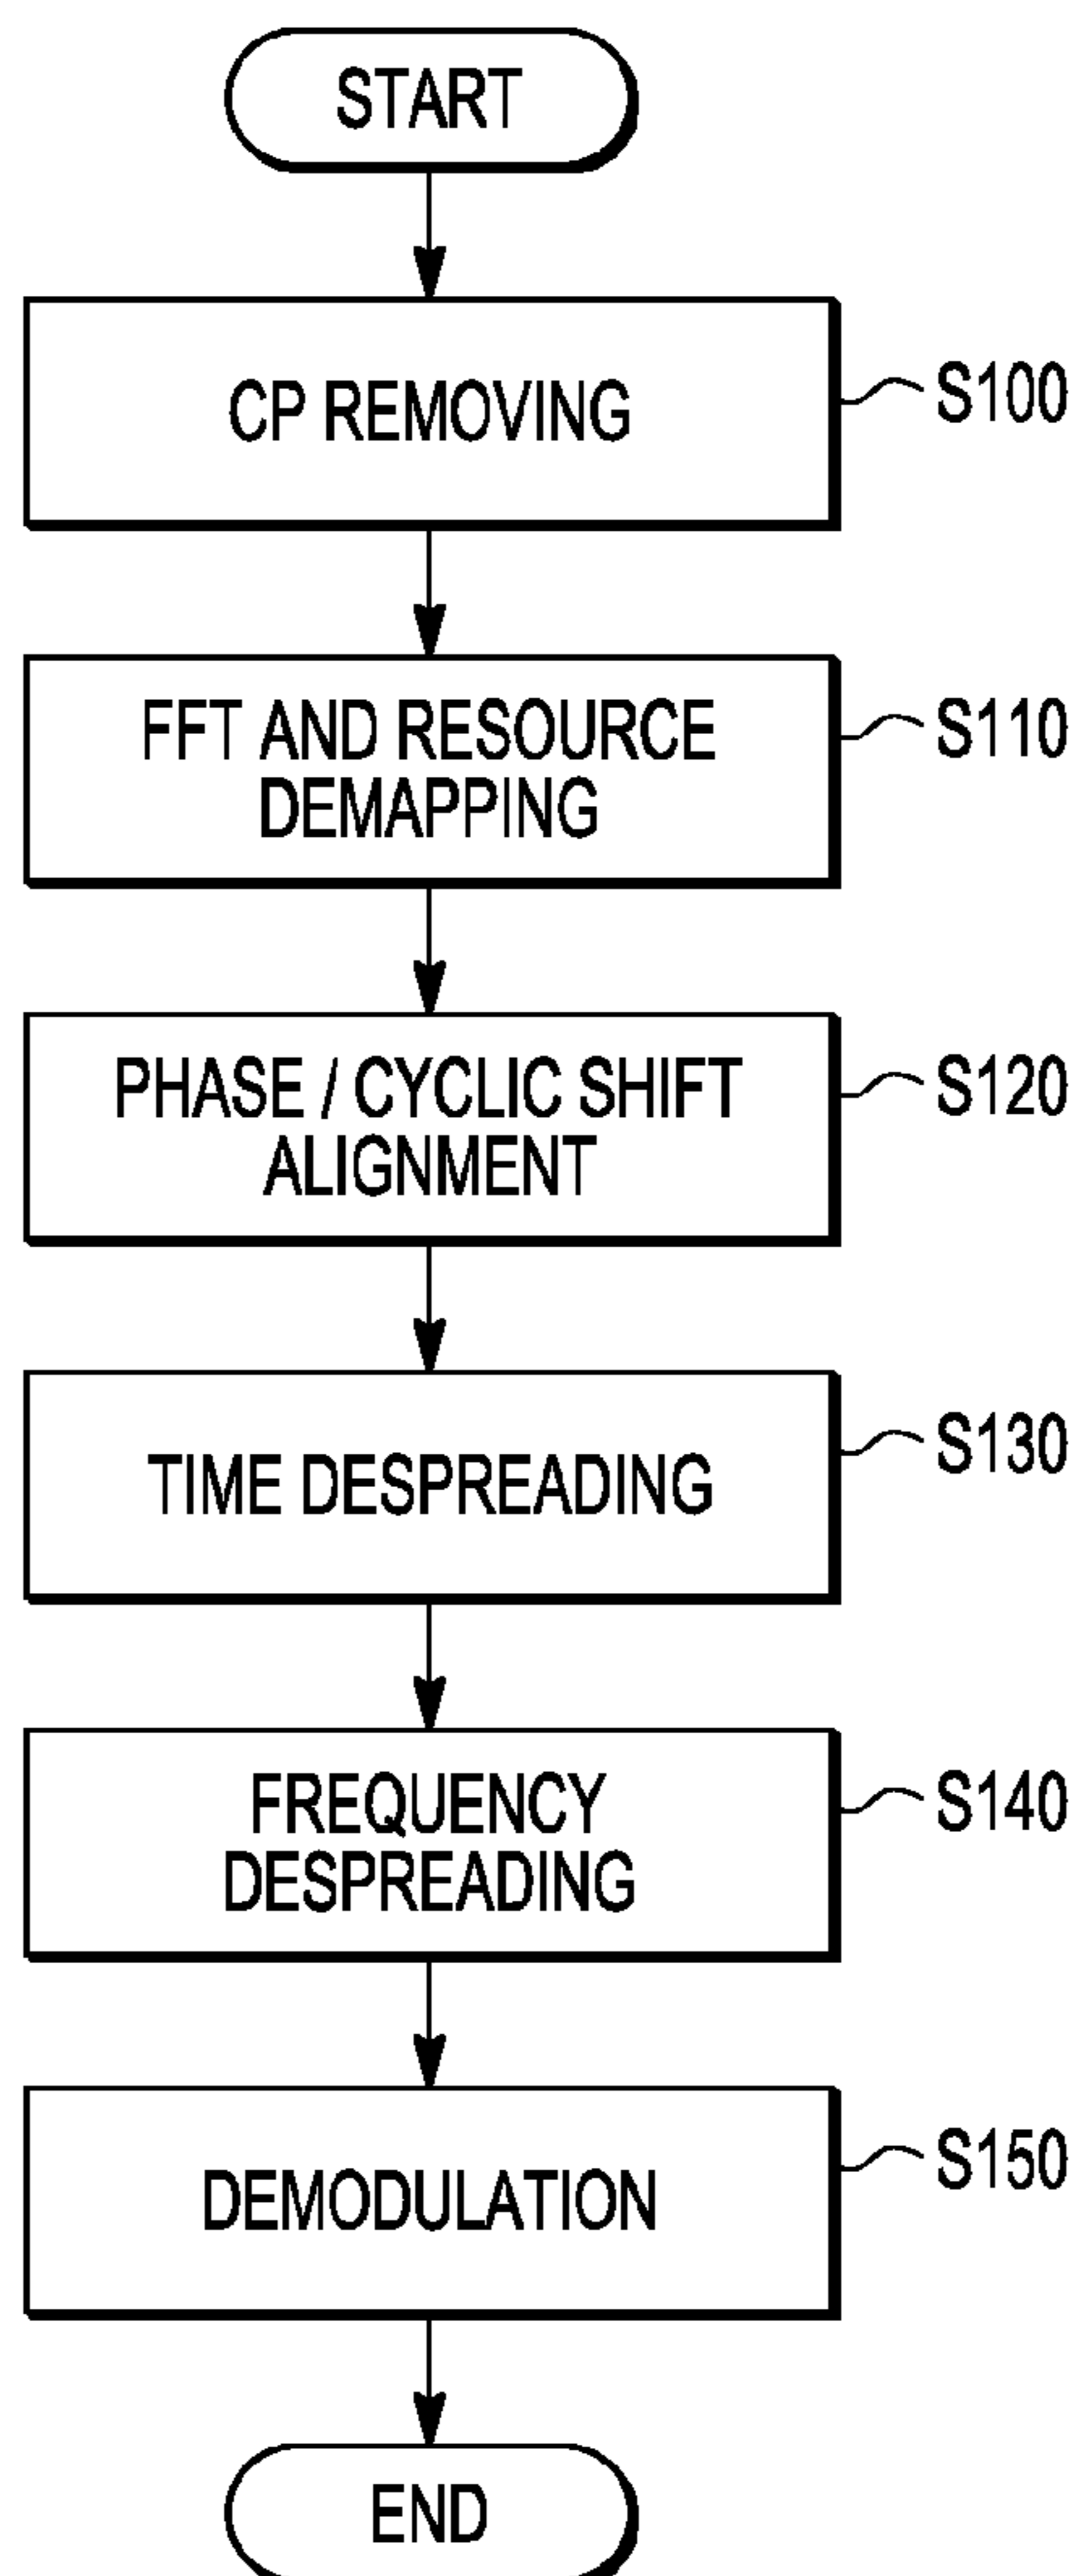 START
CP REMOVING
S100
FFT AND RESOURCE
DEMAPPING
S110
PHASE / CYCLIC SHIFT
ALIGNMENT
S120
TIME DESPREADING
S130
FREQUENCY
DESPREADING
S140
DEMODULATION
S150
END